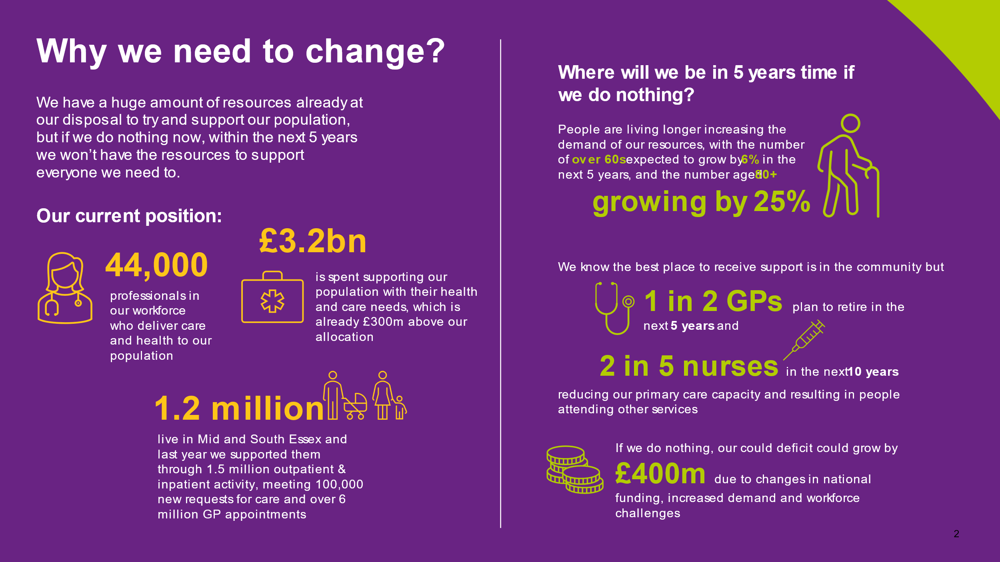 Why we need to change?
We have a huge amount of resources already at
our disposal to try and support our population,
but if we do nothing now, within the next 5 years
we won’t have the resources to support
everyone we need to.
Our current position:
44,000
professionals in
our workforce
who deliver care
and health to our
population
£3.2bn
is spent supporting our
population with their health
and care needs, which is
already £300m above our
allocation
1.2 million
live in Mid and South Essex and
last year we supported them
through 1.5 million outpatient &
inpatient activity, meeting 100,000
new requests for care and over 6
million GP appointments
Where will we be in 5 years time if
we do nothing?
People are living longer increasing the
demand of our resources, with the number
of over 60s expected to grow by 6% in the
next 5 years, and the number aged 80+
growing by 25%
We know the best place to receive support is in the community but
1 in 2 GPs plan to retire in the
next 5 years and
2 in 5 nurses in the next 10 years
reducing our primary care capacity and resulting in people
attending other services
If we do nothing, our could deficit could grow by
£400m due to changes in national
funding, increased demand and workforce
challenges
2